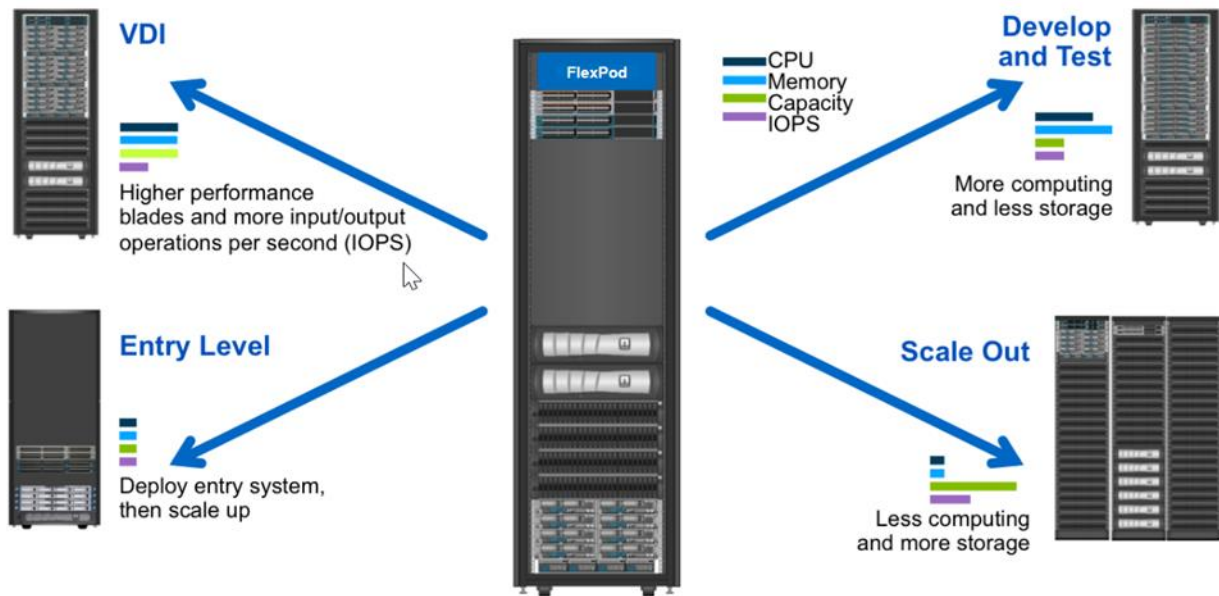 VDI
Higher performance
blades and more input/output
operations per second (IOPS)
Entry Level
Deploy entry system,
then scale up
FlexPod
CPU
Memory
Capacity
IOPS
Develop
and Test
More computing
and less storage
Scale Out
Less computing
and more storage